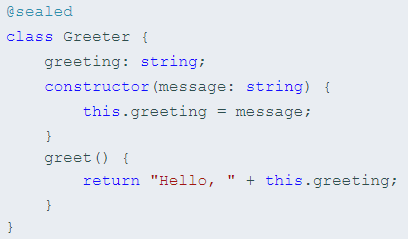 @sealed
class Greeter {
    greeting: string;
    constructor(message: string) {
        this.greeting = message;
    }
    greet() {
        return "Hello, " + this.greeting;
    }
}